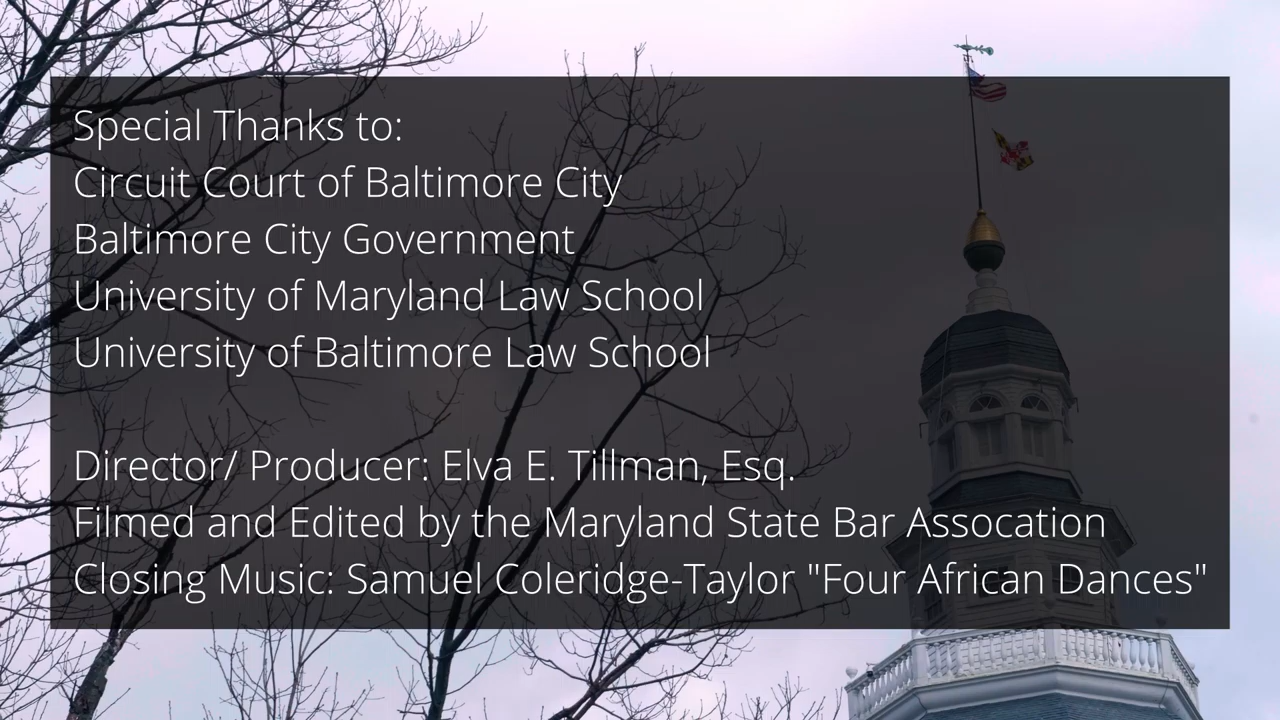 Special Thanks to:
Circuit Court of Baltimore City
Baltimore City Government
University of Maryland Law School
University of Baltimore Law School
Director/ Producer: Elva E. Tillman, Esq.
Filmed and Edited by the Maryland State Bar Assocation
Closing Music: Samuel Coleridge-Taylor "Four African Dances"